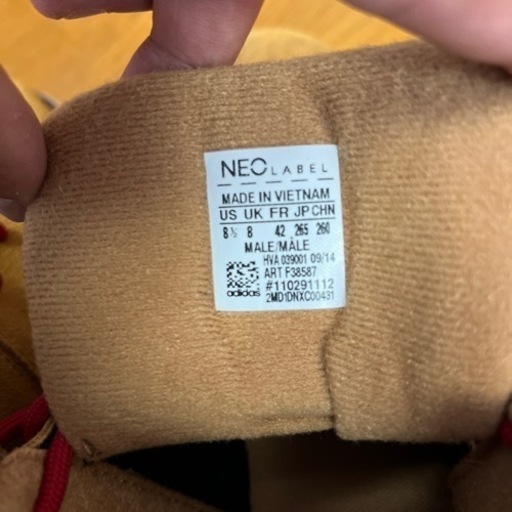 NEO LABEL
MADE IN VIETNAM
US UK FR JP CHN
8½ 8 42 265 260
MALE/MÂLE
HVA 039001 09/14
ART F38587
#110291112
adidas 2MD1DNXC00431